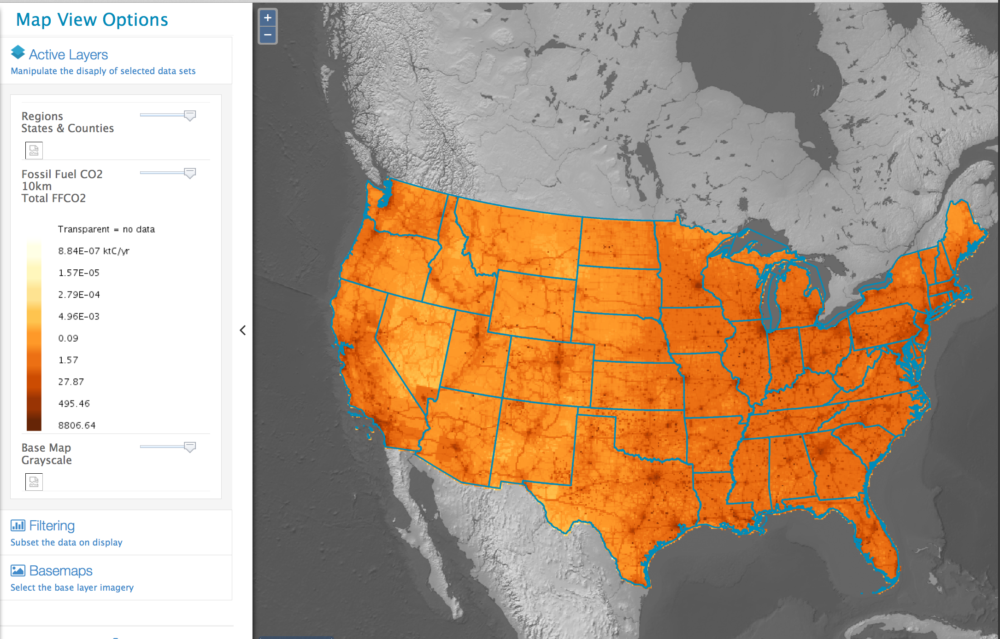 Map View Options
Active Layers
Manipulate the disaply of selected data sets
Regions
States & Counties
Fossil Fuel CO2
10km
Total FFCO2
Transparent = no data
8.84E-07 ktC/yr
1.57E-05
2.79E-04
4.96E-03
0.09
1.57
27.87
495.46
8806.64
Base Map
Grayscale
Filtering
Subset the data on display
Basemaps
Select the base layer imagery
+
−